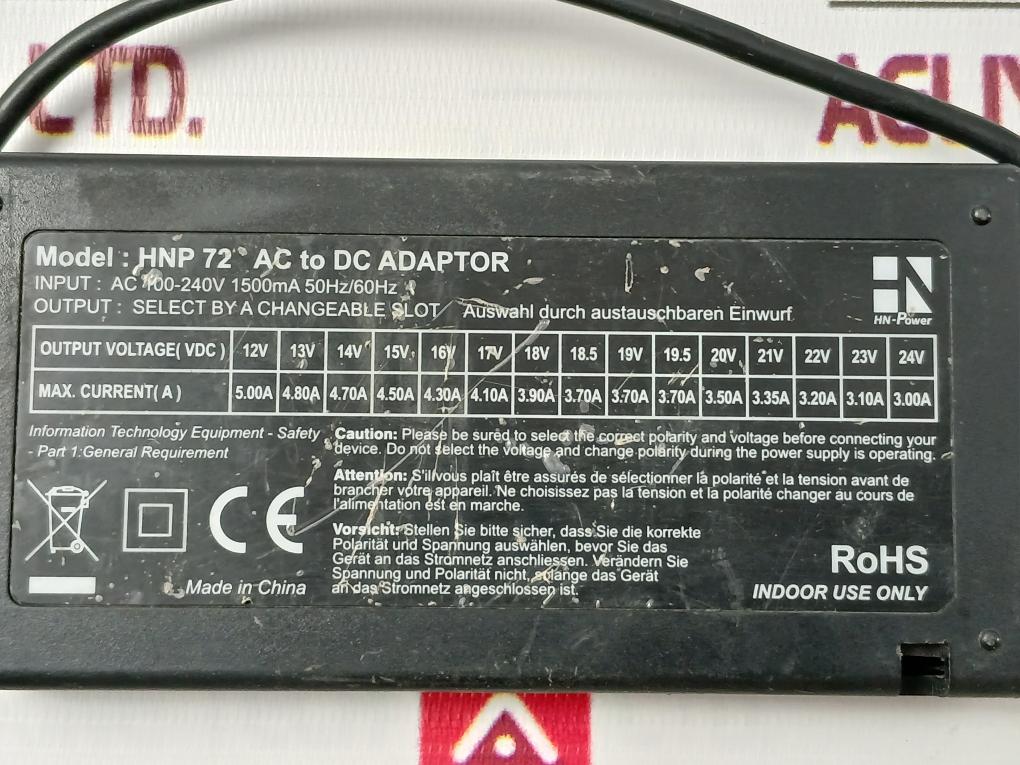 LTD.
Model : HNP 72 AC to DC ADAPTOR
INPUT : AC 100-240V 1500mA 50Hz/60Hz
OUTPUT : SELECT BY A CHANGEABLE SLOT Auswahl durch austauschbaren Einwurf
HN-Power
OUTPUT VOLTAGE( VDC ) 12V 13V 14V 15V 16V 17V 18V 18.5 19V 19.5 20V 21V 22V 23V 24V
MAX. CURRENT( A ) 5.00A 4.80A 4.70A 4.50A 4.30A 4.10A 3.90A 3.70A 3.70A 3.70A 3.50A 3.35A 3.20A 3.10A 3.00A
Information Technology Equipment - Safety
- Part 1:General Requirement
Caution: Please be sured to select the correct polarity and voltage before connecting your
device. Do not select the voltage and change polarity during the power supply is operating.
Attention: S'ilvous plaît être assurés de sélectionner la polarité et la tension avant de
brancher votre appareil. Ne choisissez pas la tension et la polarité changer au cours de
l'alimentation est en marche.
Vorsicht: Stellen Sie bitte sicher, dass Sie die korrekte
Polarität und Spannung auswählen, bevor Sie das
Gerät an das Stromnetz anschliessen. Verändern Sie
Spannung und Polarität nicht, solange das Gerät
an das Stromnetz angeschlossen ist.
CE
Made in China
RoHS
INDOOR USE ONLY